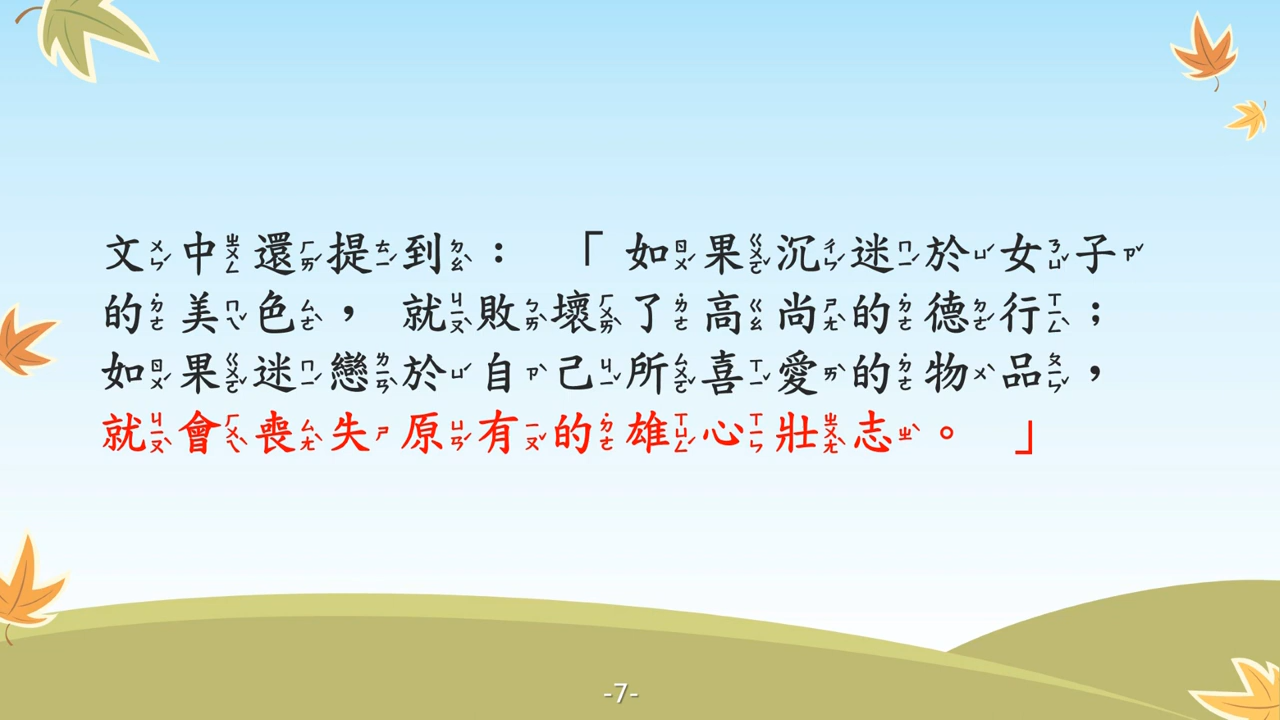 文中還提到：「如果沉迷於女子
的美色，就敗壞了高尚的德行；
如果迷戀於自己所喜愛的物品，
就會喪失原有的雄心壯志。」
-7-